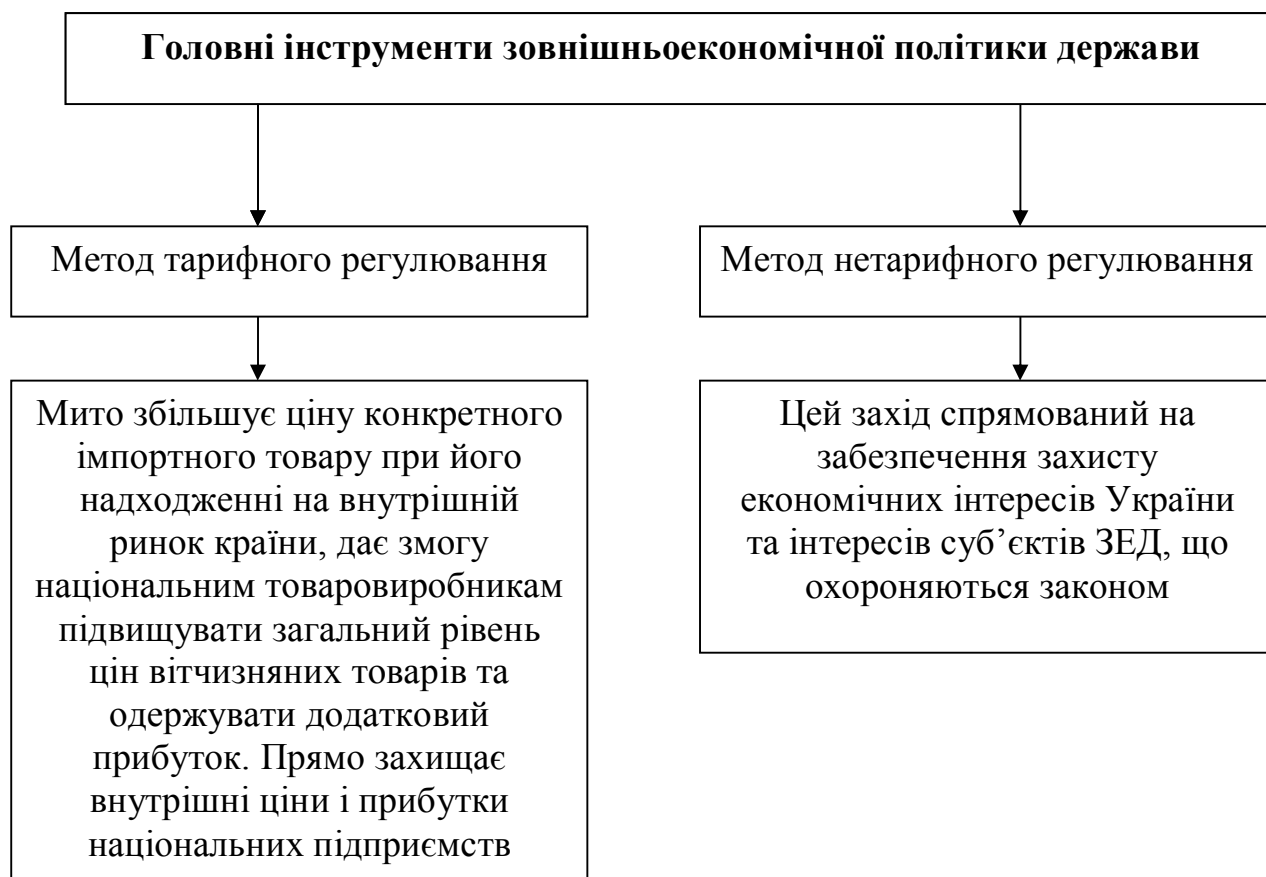 Головні інструменти зовнішньоекономічної політики держави
Метод тарифного регулювання
Метод нетарифного регулювання
Мито збільшує ціну конкретного
імпортного товару при його
надходженні на внутрішній
ринок країни, дає змогу
національним товаровиробникам
підвищувати загальний рівень
цін вітчизняних товарів та
одержувати додатковий
прибуток. Прямо захищає
внутрішні ціни і прибутки
національних підприємств
Цей захід спрямований на
забезпечення захисту
економічних інтересів України
та інтересів суб’єктів ЗЕД, що
охороняються законом